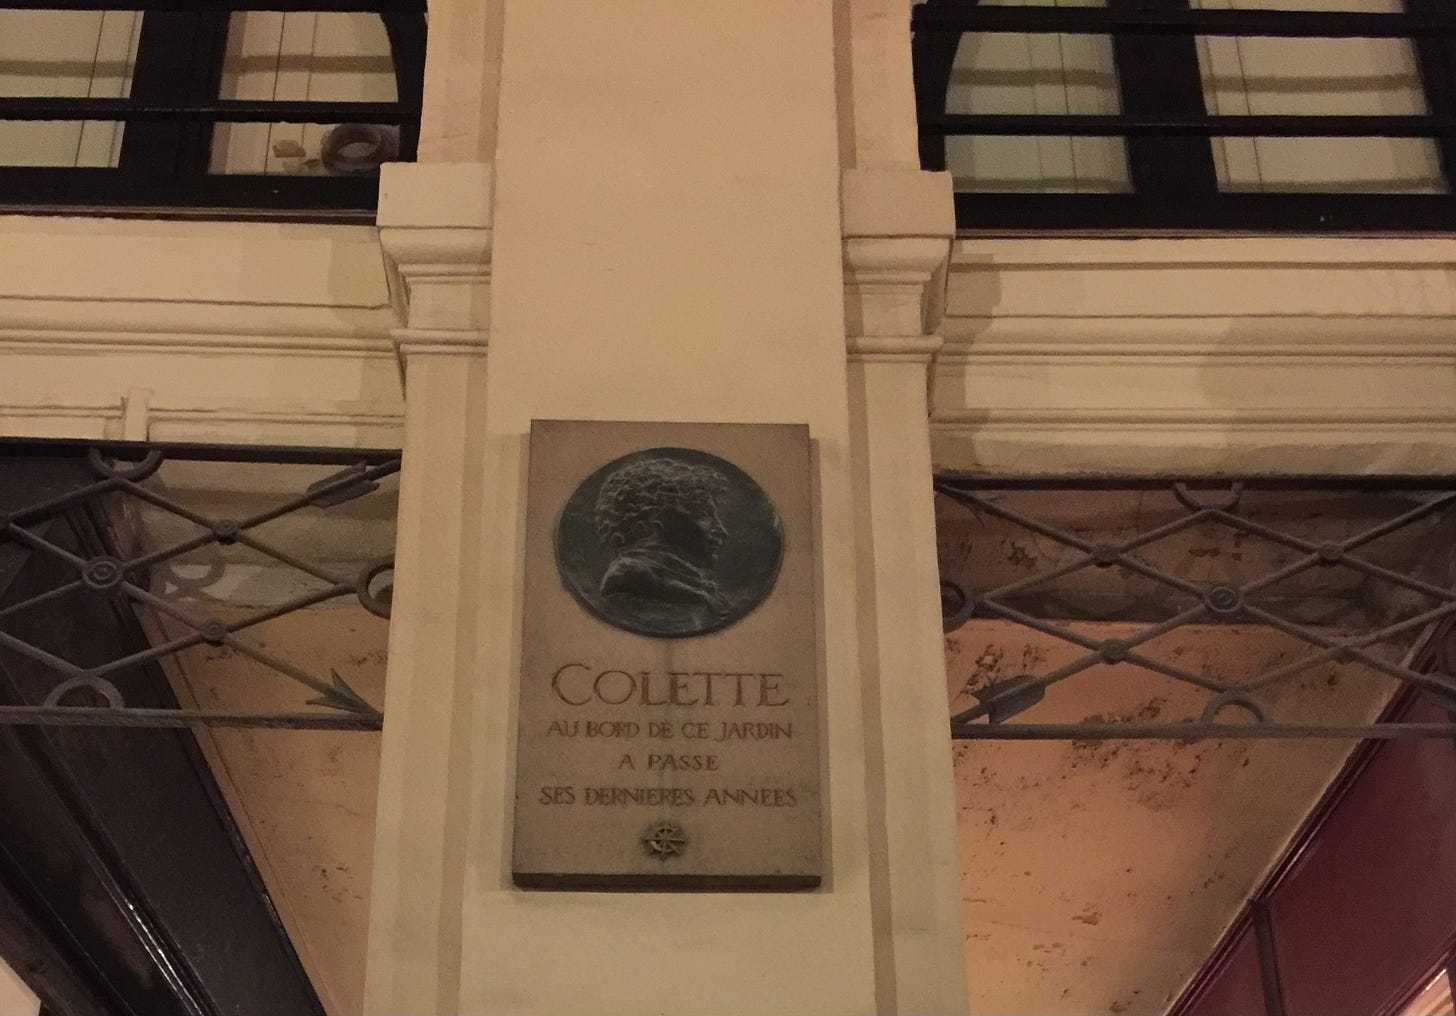 COLETTE
AU BORD DE CE JARDIN
A PASSE
SES DERNIERES ANNEES